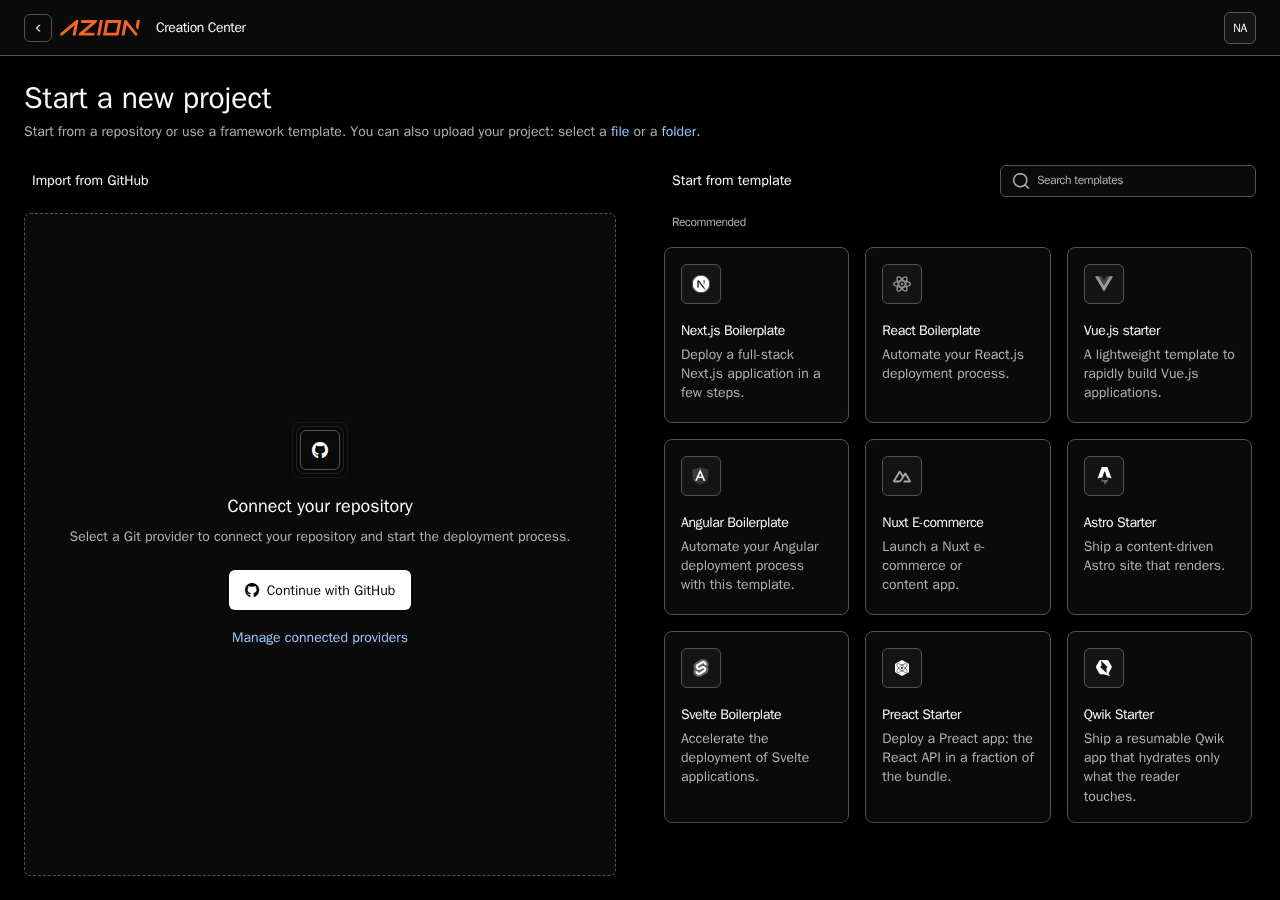 AZION
Creation Center
NA
Start a new project
Start from a repository or use a framework template. You can also upload your project: select a file or a folder.
Import from GitHub
Connect your repository
Select a Git provider to connect your repository and start the deployment process.
Continue with GitHub
Manage connected providers
Start from template
Search templates
Recommended
Next.js Boilerplate
Deploy a full-stack
Next.js application in a
few steps.
React Boilerplate
Automate your React.js
deployment process.
Vue.js starter
A lightweight template to
rapidly build Vue.js
applications.
Angular Boilerplate
Automate your Angular
deployment process
with this template.
Nuxt E-commerce
Launch a Nuxt e-
commerce or
content app.
Astro Starter
Ship a content-driven
Astro site that renders.
Svelte Boilerplate
Accelerate the
deployment of Svelte
applications.
Preact Starter
Deploy a Preact app: the
React API in a fraction of
the bundle.
Qwik Starter
Ship a resumable Qwik
app that hydrates only
what the reader
touches.